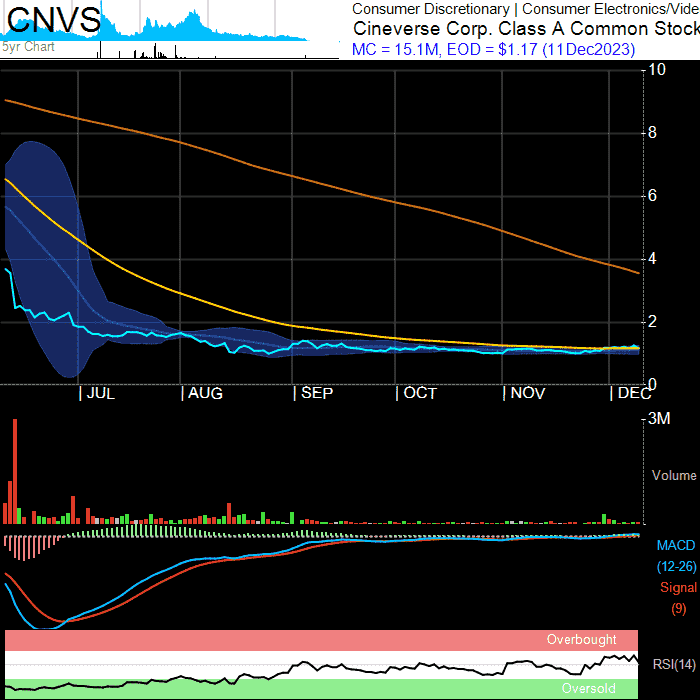 CNVS
5yr Chart
Consumer Discretionary | Consumer Electronics/Vide
Cineverse Corp. Class A Common Stock
MC = 15.1M, EOD = $1.17 (11Dec2023)
10
8
6
4
2
0
| JUL | AUG | SEP | OCT | NOV | DEC
3M
Volume
MACD
(12-26)
Signal
(9)
Overbought
RSI(14)
Oversold